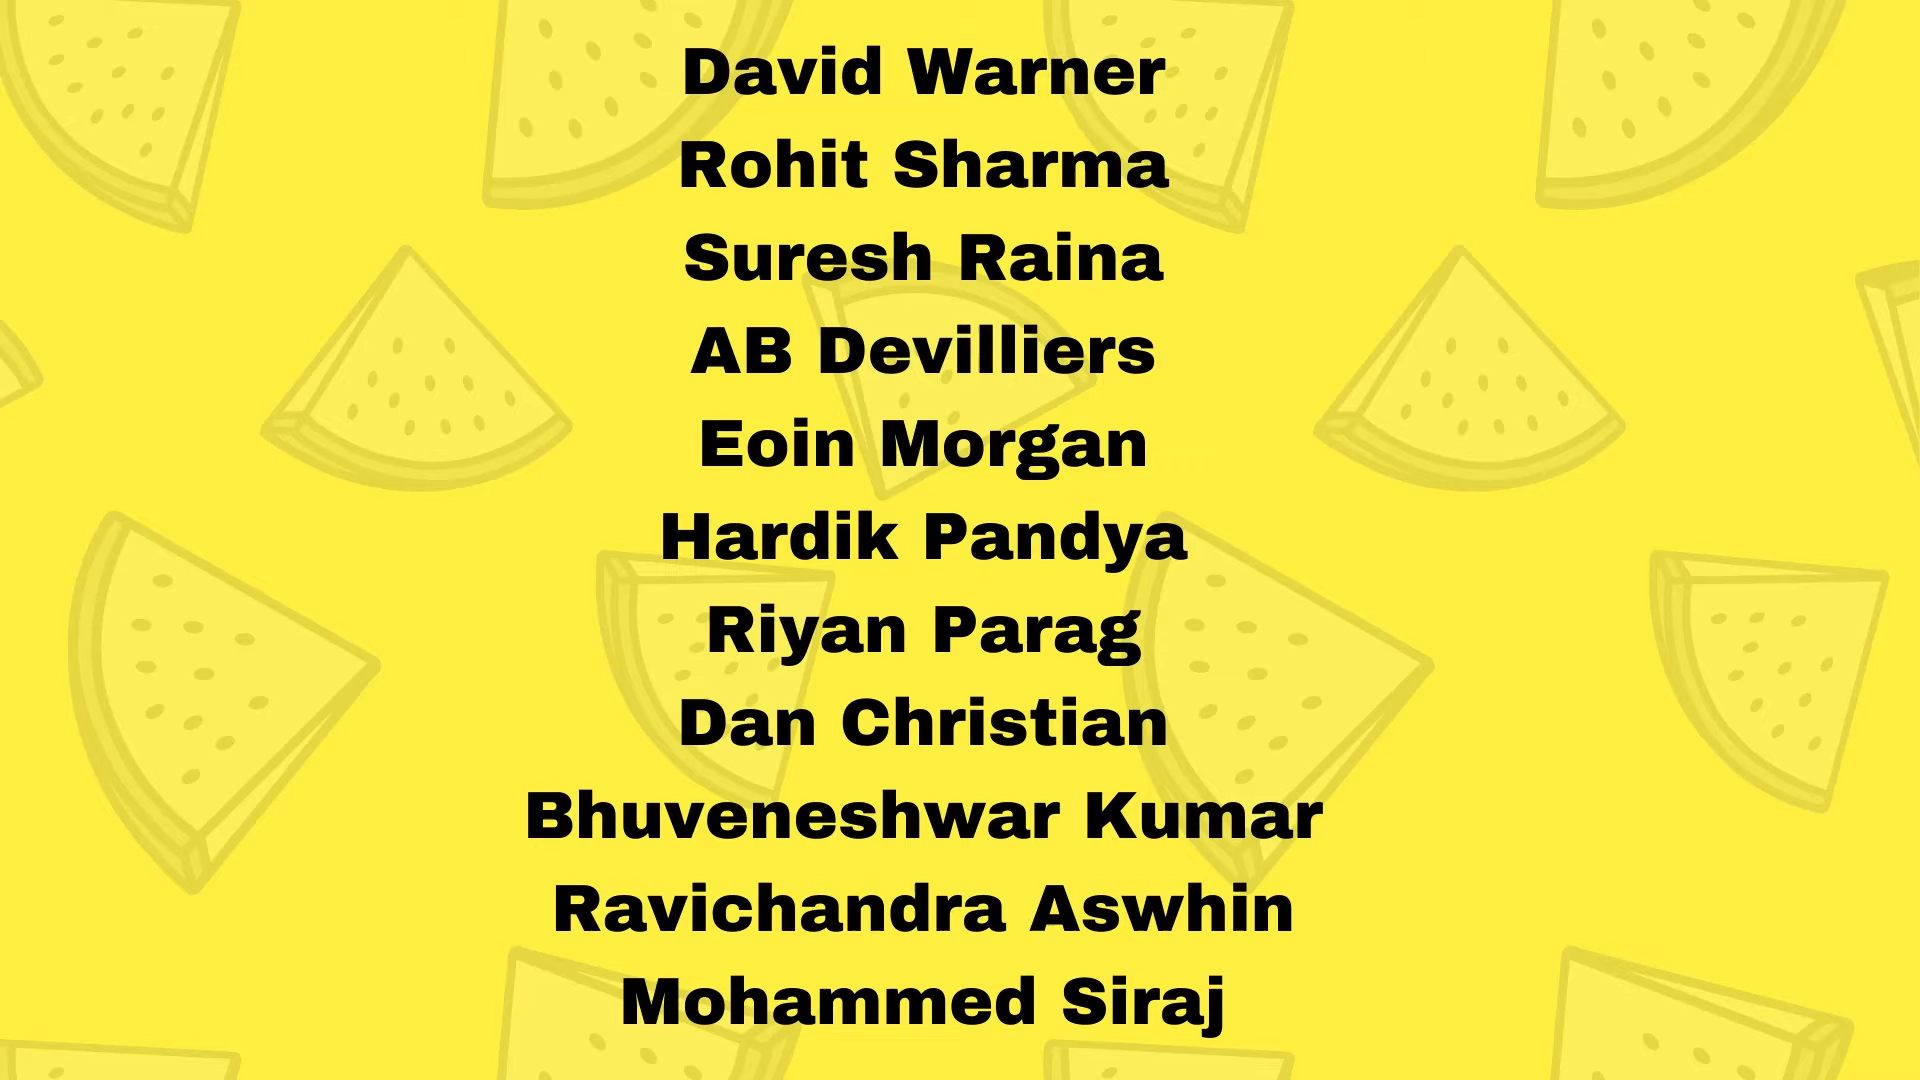 David Warner
Rohit Sharma
Suresh Raina
AB Devilliers
Eoin Morgan
Hardik Pandya
Riyan Parag
Dan Christian
Bhuveneshwar Kumar
Ravichandra Aswhin
Mohammed Siraj